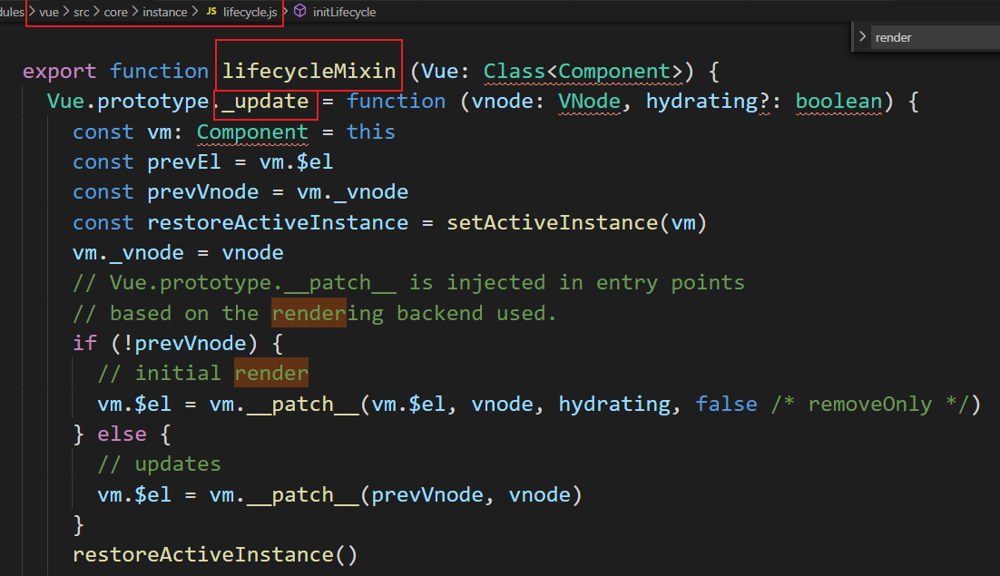 dules > vue > src > core > instance > JS lifecycle.js > initLifecycle
> render
export function lifecycleMixin (Vue: Class<Component>) {
Vue.prototype._update = function (vnode: VNode, hydrating?: boolean) {
const vm: Component = this
const prevEl = vm.$el
const prevVnode = vm._vnode
const restoreActiveInstance = setActiveInstance(vm)
vm._vnode = vnode
// Vue.prototype.__patch__ is injected in entry points
// based on the rendering backend used.
if (!prevVnode) {
// initial render
vm.$el = vm.__patch__(vm.$el, vnode, hydrating, false /* removeOnly */)
} else {
// updates
vm.$el = vm.__patch__(prevVnode, vnode)
}
restoreActiveInstance()